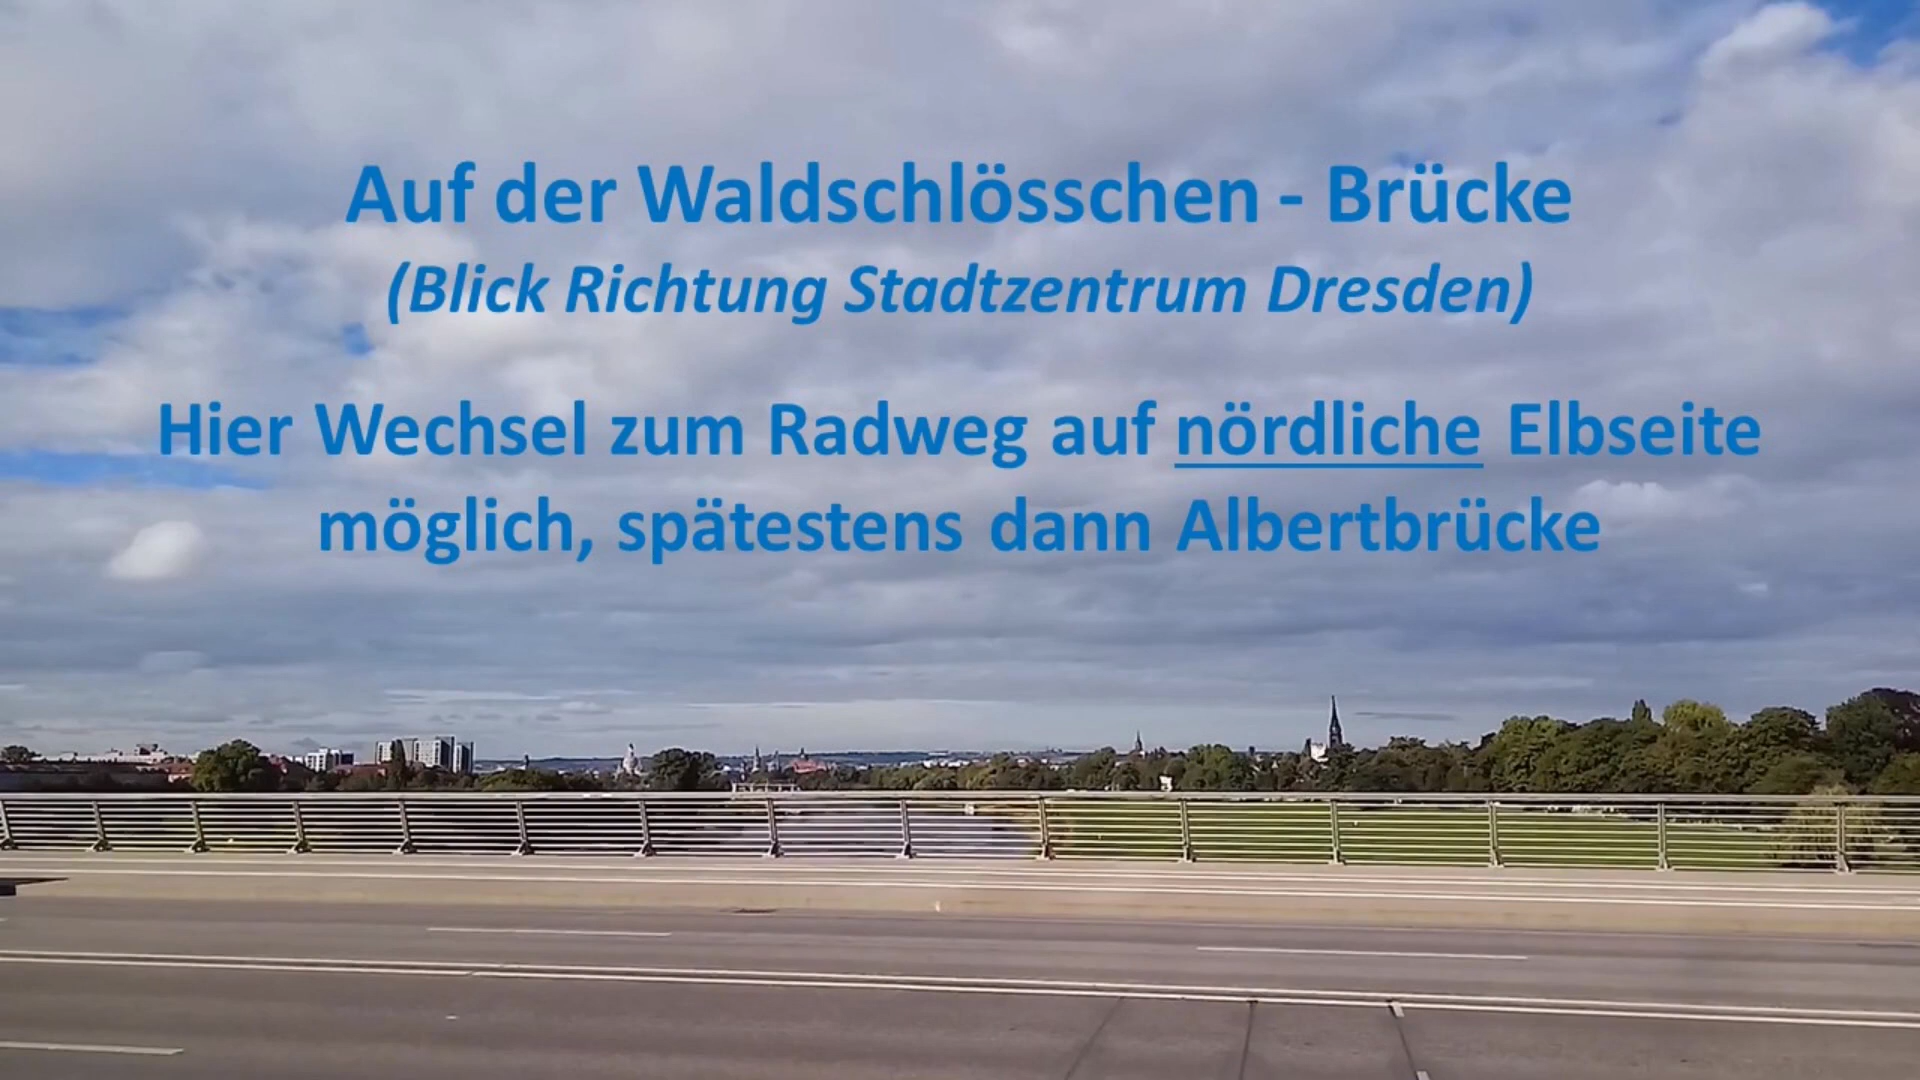 Auf der Waldschlösschen - Brücke
(Blick Richtung Stadtzentrum Dresden)
Hier Wechsel zum Radweg auf nördliche Elbseite
möglich, spätestens dann Albertbrücke